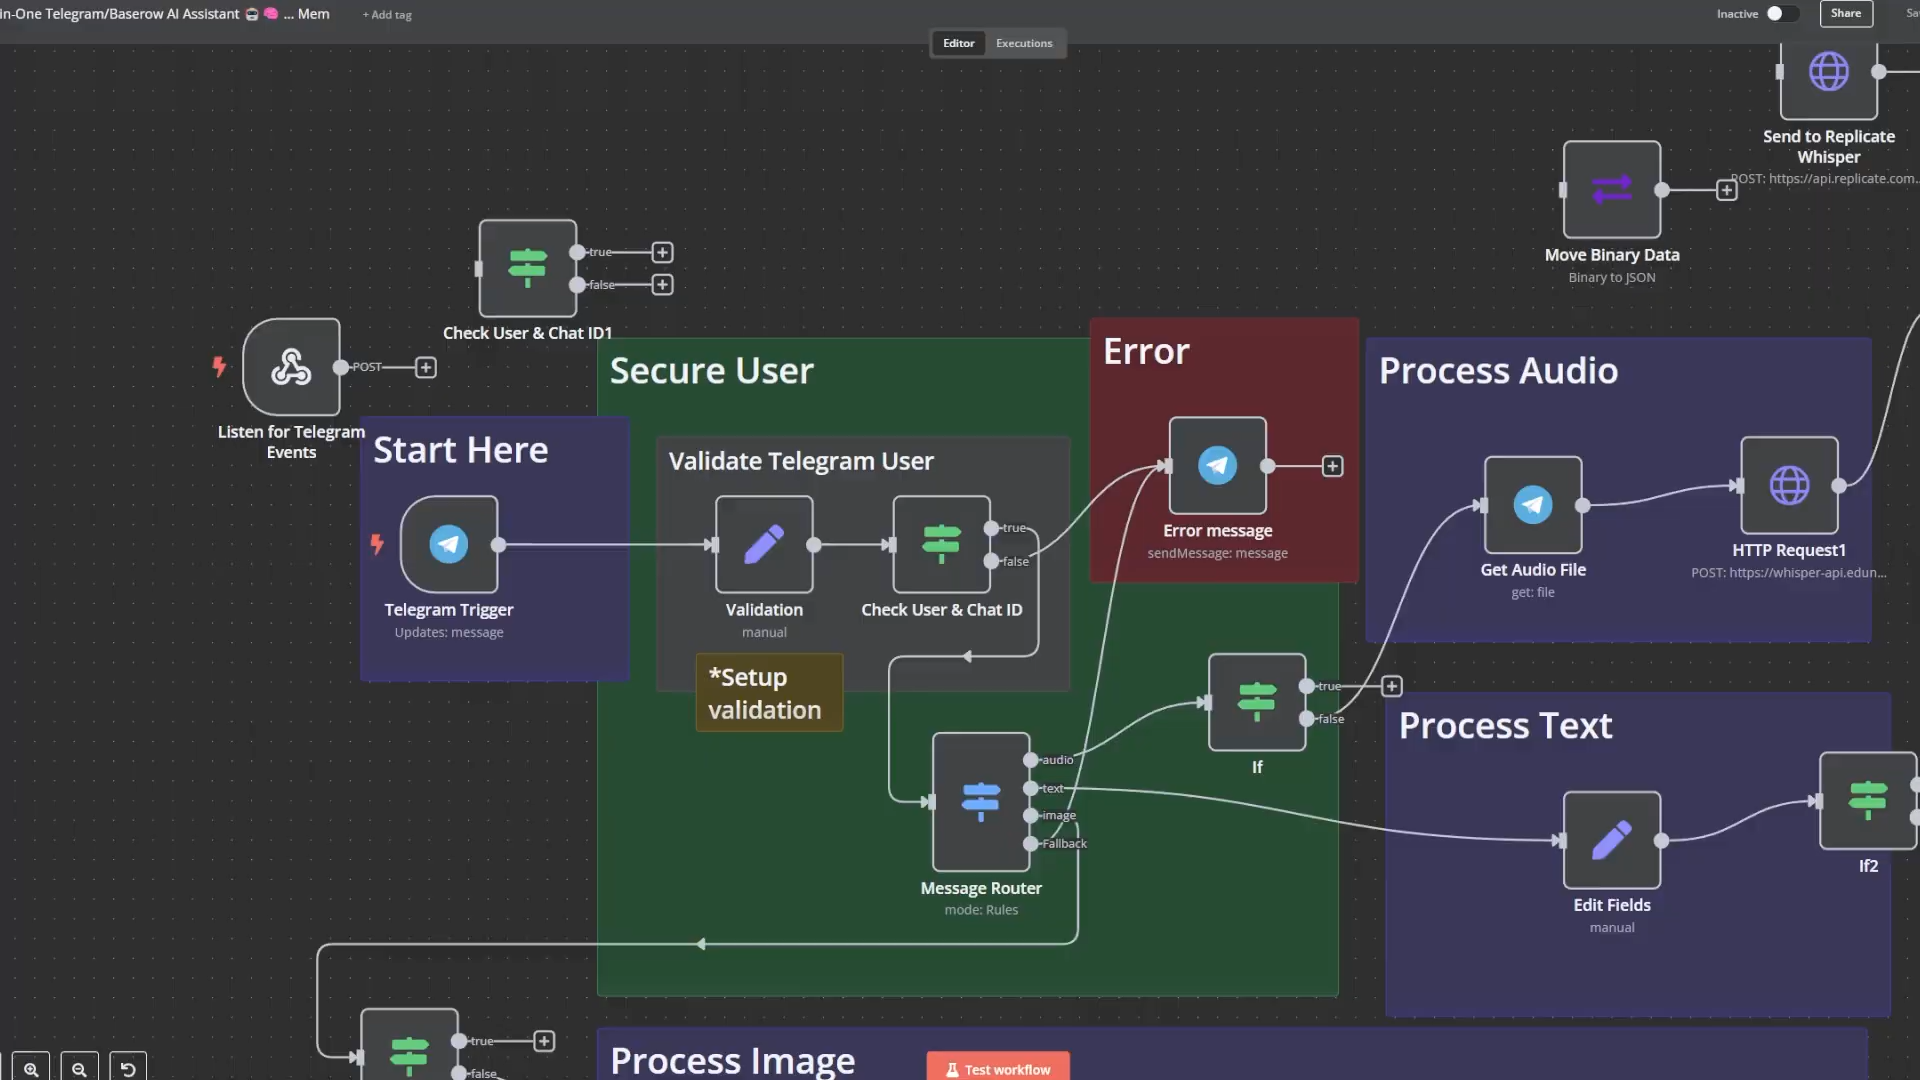 in-One Telegram/Baserow AI Assistant 🤖 🧠 ... Mem
+ Add tag
Inactive
Share
Editor
Executions
Send to Replicate
Whisper
POST: https://api.replicate.com...
Move Binary Data
Binary to JSON
true
false
Check User & Chat ID1
POST
Listen for Telegram
Events
Start Here
Telegram Trigger
Updates: message
Secure User
Validate Telegram User
Validation
manual
true
false
Check User & Chat ID
*Setup
validation
Error
Error message
sendMessage: message
Process Audio
Get Audio File
get: file
HTTP Request1
POST: https://whisper-api.edun...
true
false
If
audio
text
image
Fallback
Message Router
mode: Rules
Process Text
Edit Fields
manual
If2
true
false
Process Image
Test workflow